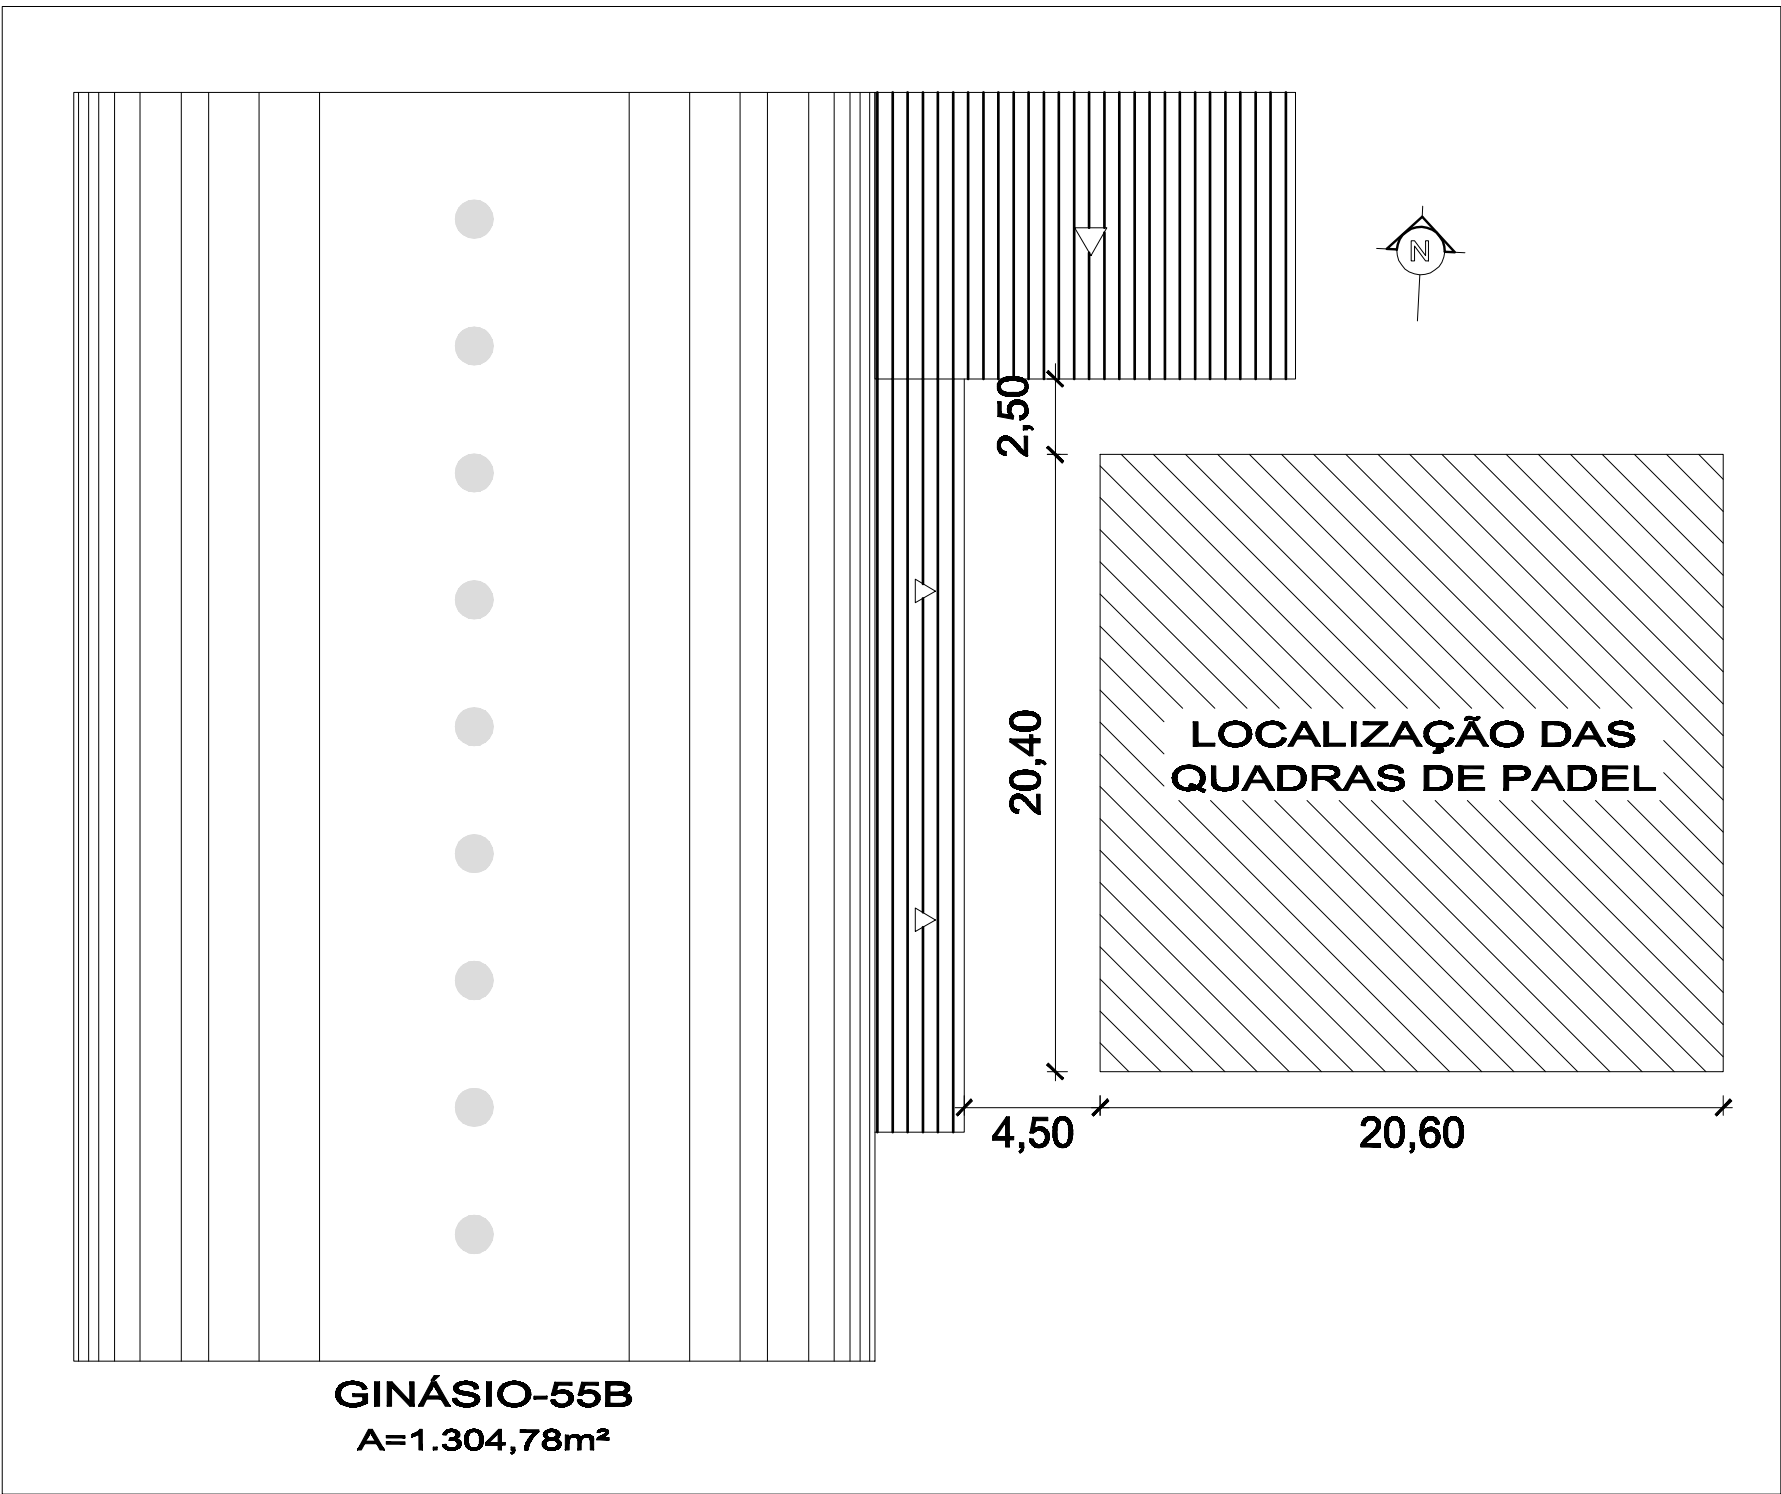 N
2,50
20,40
LOCALIZAÇÃO DAS
QUADRAS DE PADEL
4,50
20,60
GINÁSIO-55B
A=1.304,78m²